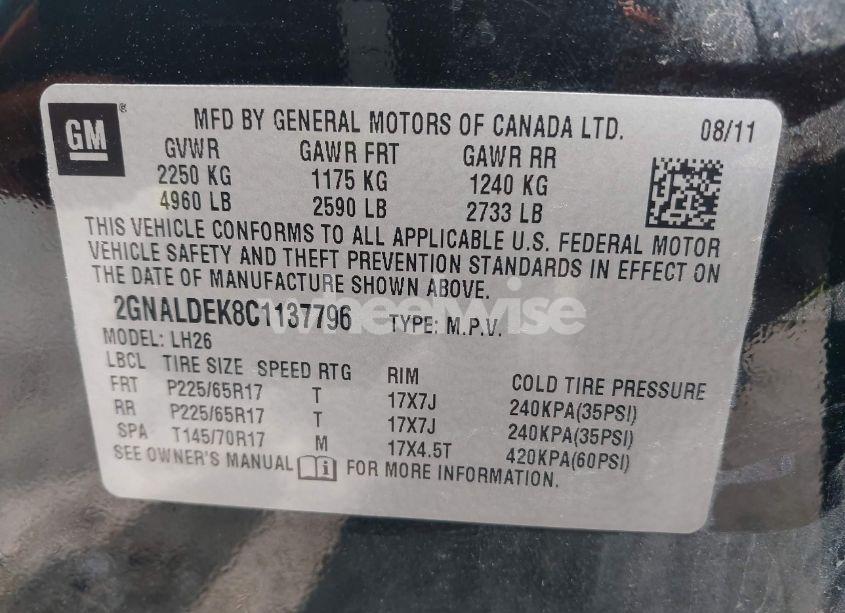 GM ®
MFD BY GENERAL MOTORS OF CANADA LTD. 08/11
GVWR GAWR FRT GAWR RR
2250 KG 1175 KG 1240 KG
4960 LB 2590 LB 2733 LB
THIS VEHICLE CONFORMS TO ALL APPLICABLE U.S. FEDERAL MOTOR
VEHICLE SAFETY AND THEFT PREVENTION STANDARDS IN EFFECT ON
THE DATE OF MANUFACTURE SHOWN ABOVE.
2GNALDEK8C1137796 TYPE: M.P.V.
wheelwise
MODEL: LH26
LBCL TIRE SIZE SPEED RTG RIM COLD TIRE PRESSURE
FRT P225/65R17 T 17X7J 240KPA(35PSI)
RR P225/65R17 T 17X7J 240KPA(35PSI)
SPA T145/70R17 M 17X4.5T 420KPA(60PSI)
SEE OWNER'S MANUAL i FOR MORE INFORMATION.